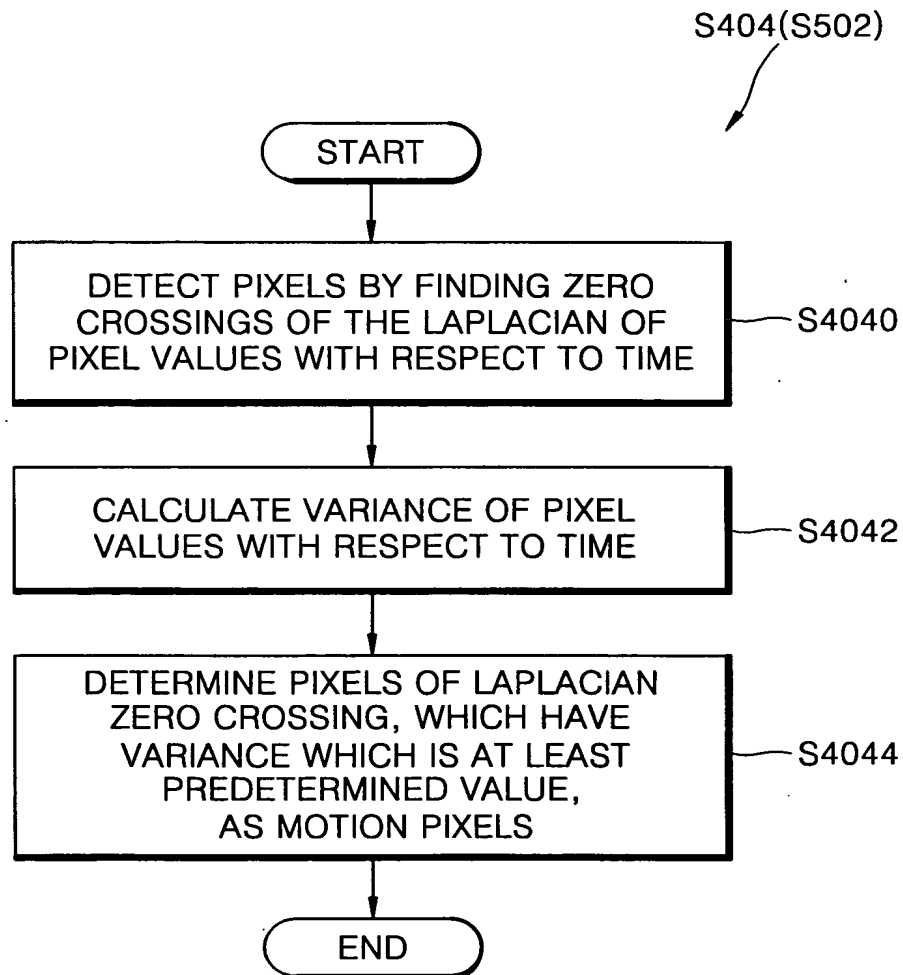 S404(S502)
START
DETECT PIXELS BY FINDING ZERO
CROSSINGS OF THE LAPLACIAN OF
PIXEL VALUES WITH RESPECT TO TIME
S4040
CALCULATE VARIANCE OF PIXEL
VALUES WITH RESPECT TO TIME
S4042
DETERMINE PIXELS OF LAPLACIAN
ZERO CROSSING, WHICH HAVE
VARIANCE WHICH IS AT LEAST
PREDETERMINED VALUE,
AS MOTION PIXELS
S4044
END